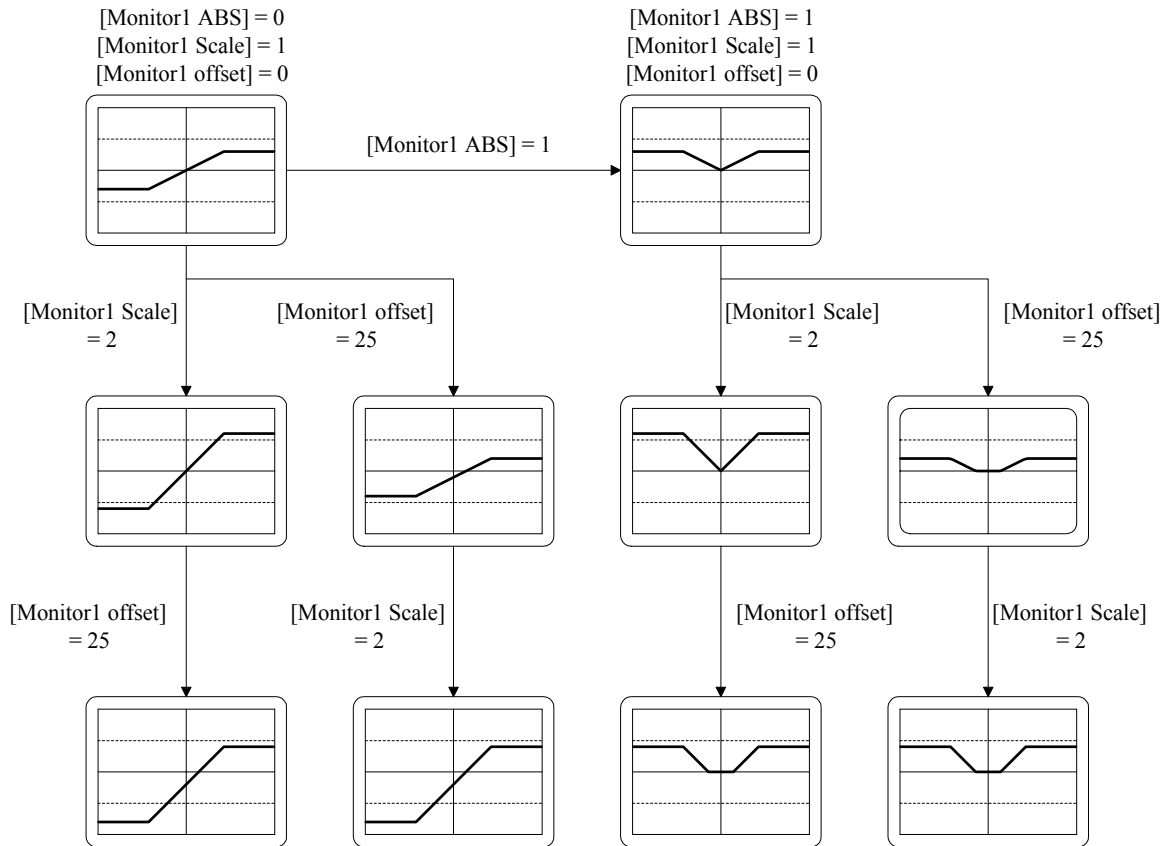 [Monitor1 ABS] = 0
[Monitor1 Scale] = 1
[Monitor1 offset] = 0
[Monitor1 ABS] = 1
[Monitor1 Scale] = 1
[Monitor1 offset] = 0
[Monitor1 ABS] = 1
[Monitor1 Scale]
= 2
[Monitor1 offset]
= 25
[Monitor1 Scale]
= 2
[Monitor1 offset]
= 25
[Monitor1 offset]
= 25
[Monitor1 Scale]
= 2
[Monitor1 offset]
= 25
[Monitor1 Scale]
= 2